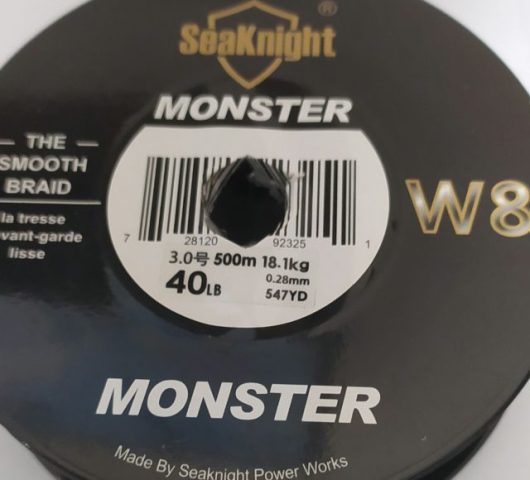 SeaKnight®
MONSTER
THE
SMOOTH
BRAID
la tresse
avant-garde
lisse
W8
7 28120 92325 1
3.0号 500m 18.1kg
40LB
0.28mm
547YD
MONSTER
Made By Seaknight Power Works